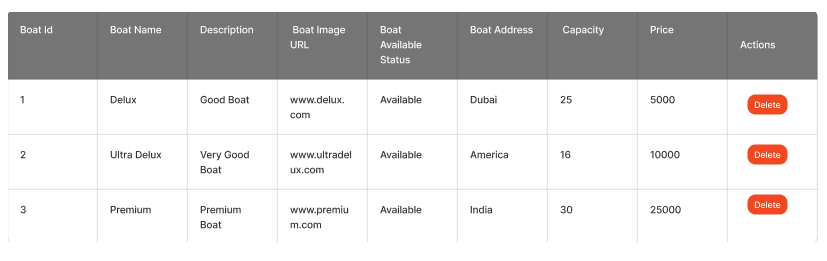 Boat Id Boat Name Description Boat Image URL Boat Available Status Boat Address Capacity Price Actions
1 Delux Good Boat www.delux.com Available Dubai 25 5000 Delete
2 Ultra Delux Very Good Boat www.ultradelux.com Available America 16 10000 Delete
3 Premium Premium Boat www.premium.com Available India 30 25000 Delete